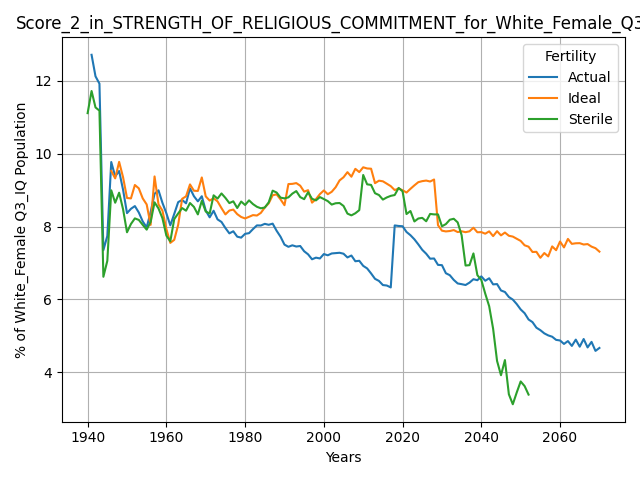 Score_2_in_STRENGTH_OF_RELIGIOUS_COMMITMENT_for_White_Female_Q3
Fertility
Actual
Ideal
Sterile
% of White_Female Q3_IQ Population
12
10
8
6
4
1940 1960 1980 2000 2020 2040 2060
Years